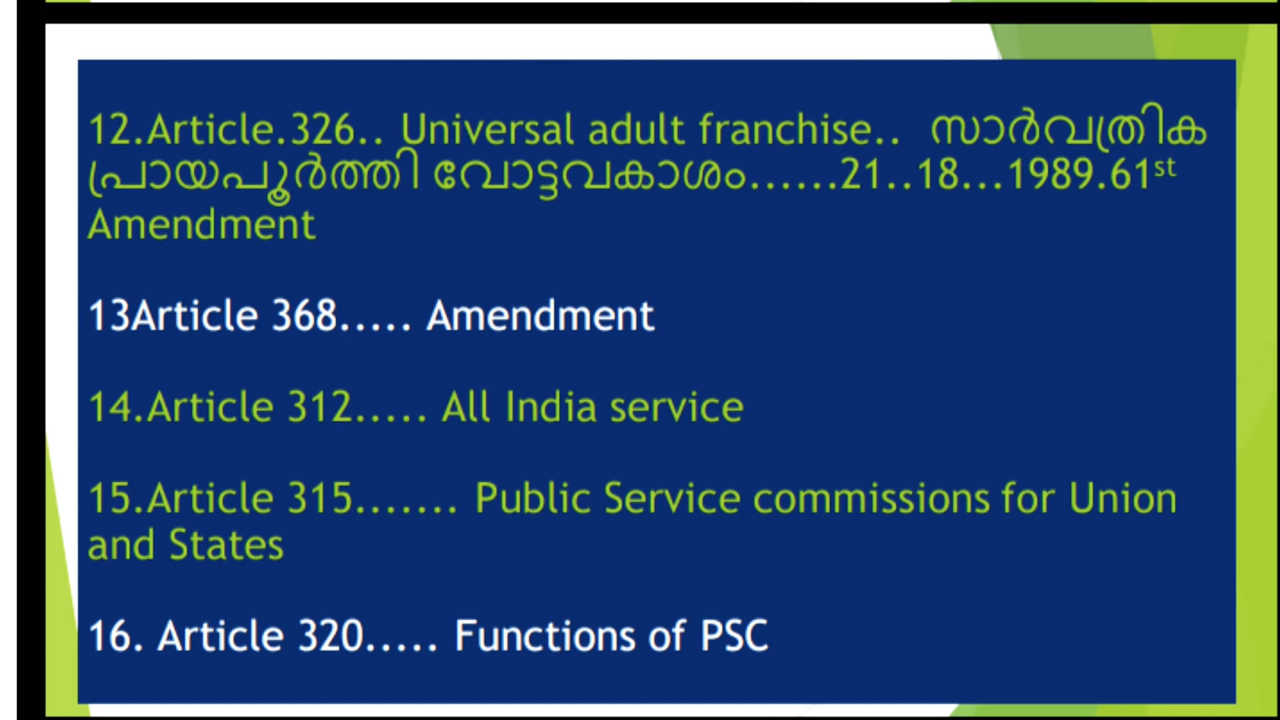 12.Article.326.. Universal adult franchise..  സാർവത്രിക
പ്രായപൂർത്തി വോട്ടവകാശം......21..18...1989.61st
Amendment
13Article 368..... Amendment
14.Article 312..... All India service
15.Article 315....... Public Service commissions for Union
and States
16. Article 320..... Functions of PSC